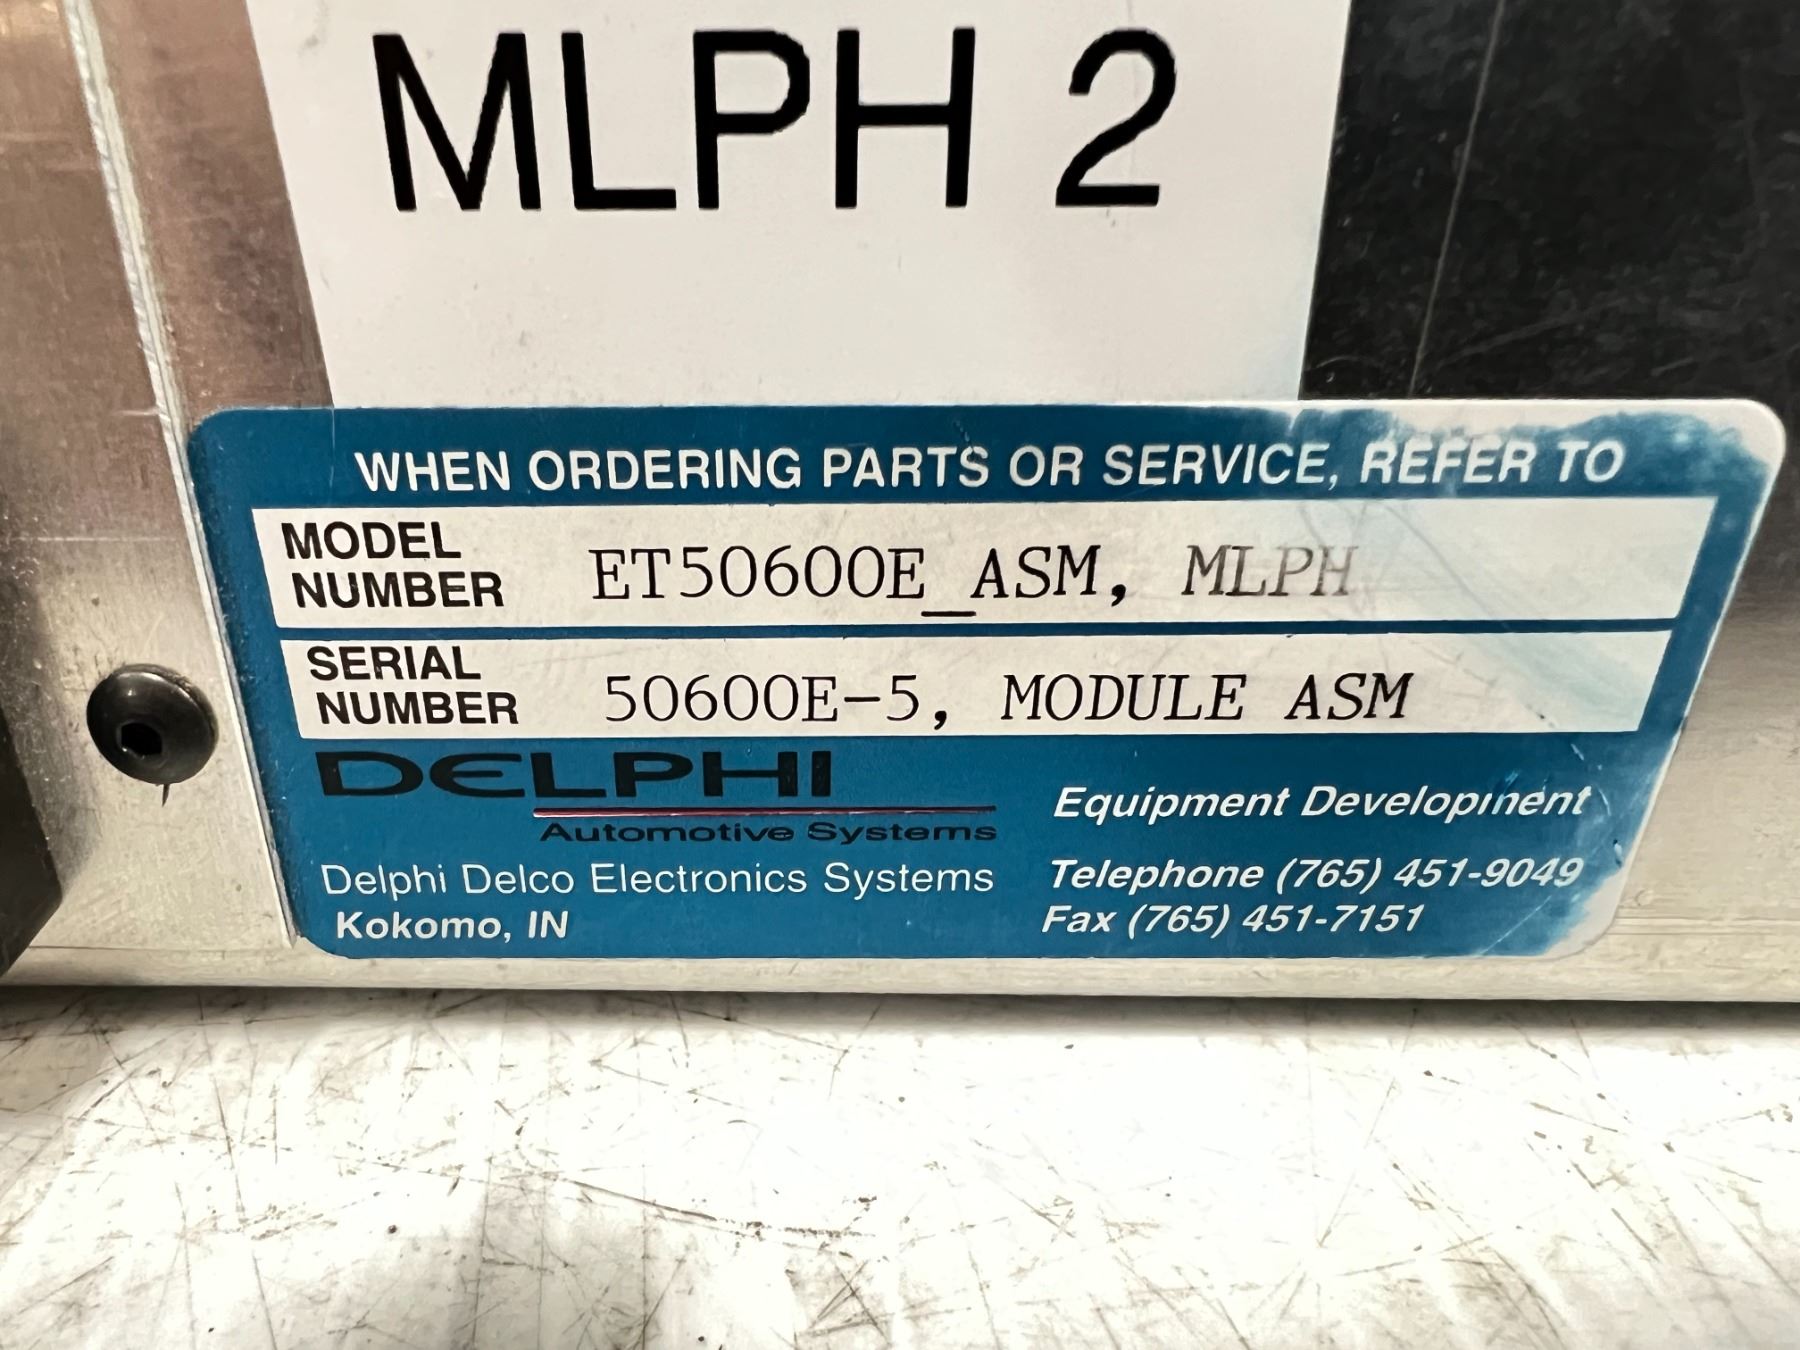 MLPH 2
WHEN ORDERING PARTS OR SERVICE, REFER TO
MODEL NUMBER ET50600E_ASM, MLPH
SERIAL NUMBER 50600E-5, MODULE ASM
DELPHI
Automotive Systems
Delphi Delco Electronics Systems
Kokomo, IN
Equipment Development
Telephone (765) 451-9049
Fax (765) 451-7151